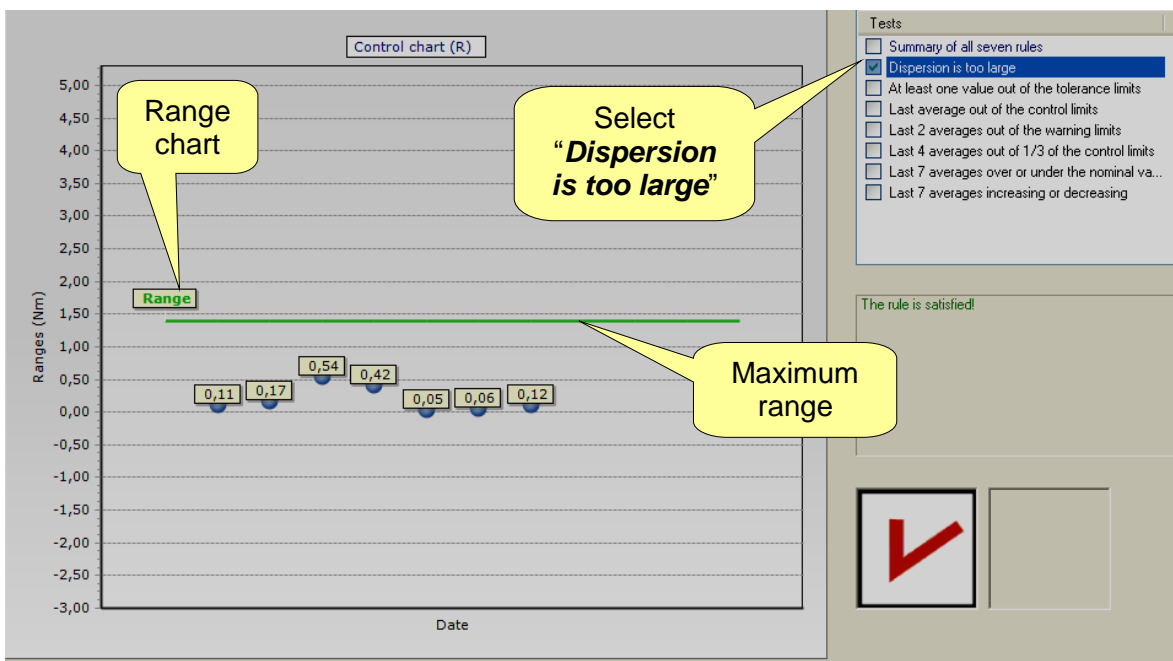 Control chart (R)
5,00
4,50
4,00
3,50
3,00
2,50
2,00
1,50
1,00
0,50
0,00
-0,50
-1,00
-1,50
-2,00
-2,50
-3,00
Ranges (Nm)
Date
Range
0,11
0,17
0,54
0,42
0,05
0,06
0,12
Range
chart
Select
“Dispersion
is too large”
Maximum
range
Tests
Summary of all seven rules
Dispersion is too large
At least one value out of the tolerance limits
Last average out of the control limits
Last 2 averages out of the warning limits
Last 4 averages out of 1/3 of the control limits
Last 7 averages over or under the nominal va...
Last 7 averages increasing or decreasing
The rule is satisfied!